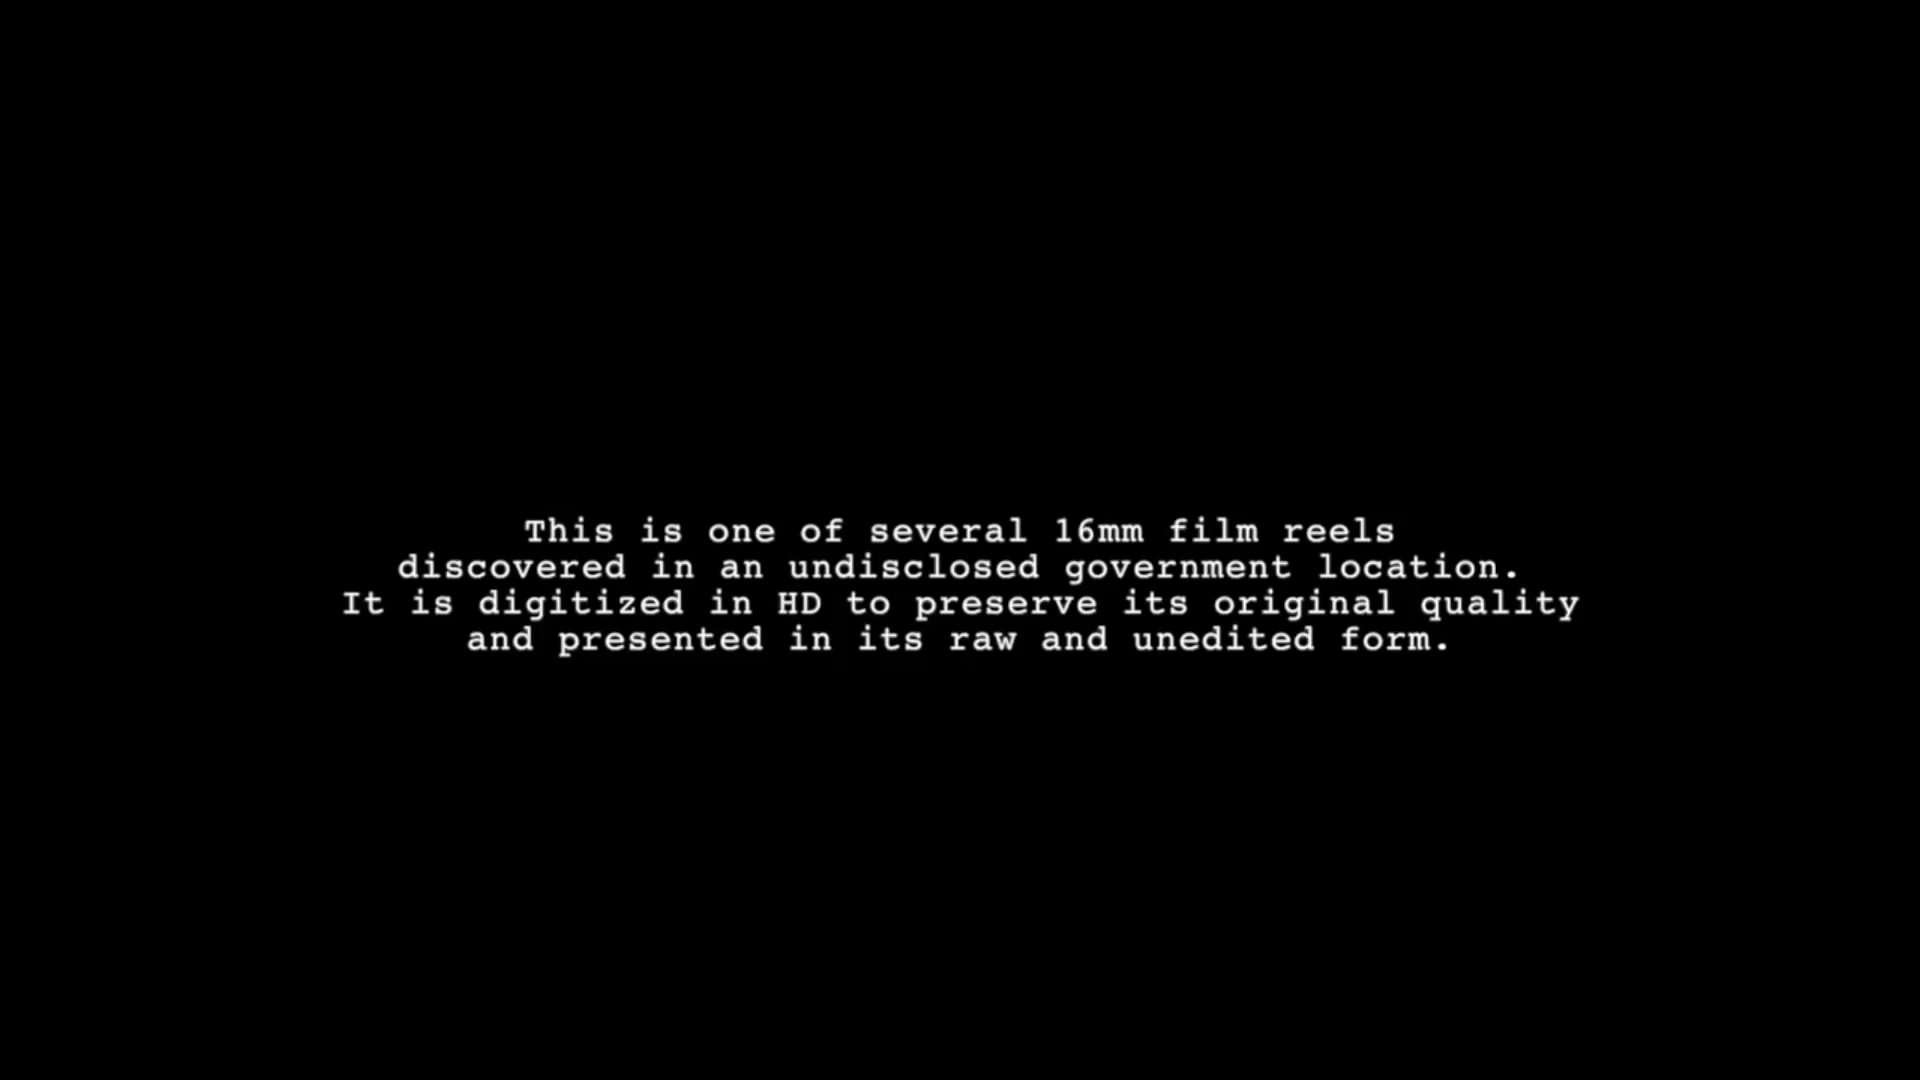 This is one of several 16mm film reels
discovered in an undisclosed government location.
It is digitized in HD to preserve its original quality
and presented in its raw and unedited form.